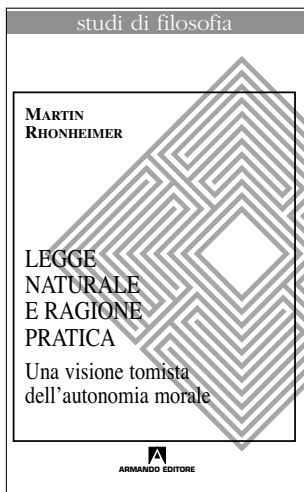 studi di filosofia
MARTIN
RHONHEIMER
LEGGE
NATURALE
E RAGIONE
PRATICA
Una visione tomista
dell'autonomia morale
ARMANDO EDITORE